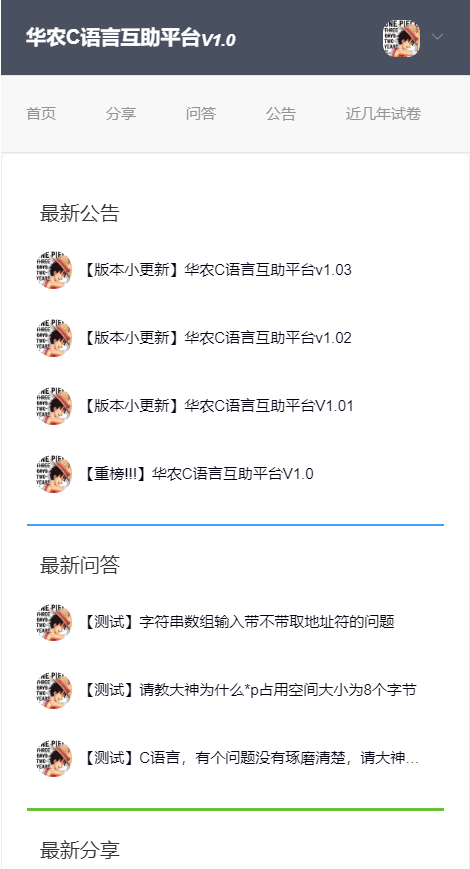 华农C语言互助平台V1.0
首页 分享 问答 公告 近几年试卷
最新公告
【版本小更新】华农C语言互助平台v1.03
【版本小更新】华农C语言互助平台v1.02
【版本小更新】华农C语言互助平台V1.01
【重榜!!!】华农C语言互助平台V1.0
最新问答
【测试】字符串数组输入带不带取地址符的问题
【测试】请教大神为什么*p占用空间大小为8个字节
【测试】C语言，有个问题没有琢磨清楚，请大神...
最新分享